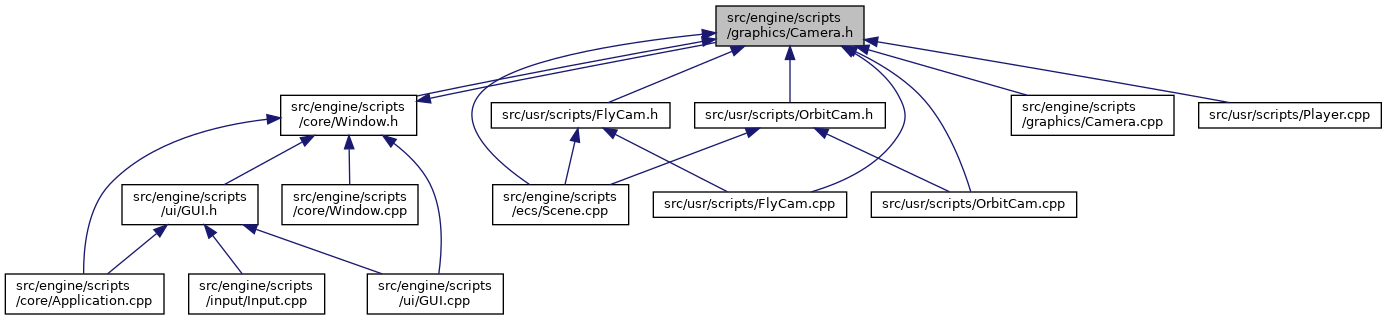 src/engine/scripts
/graphics/Camera.h
src/engine/scripts
/core/Window.h
src/usr/scripts/FlyCam.h
src/usr/scripts/OrbitCam.h
src/engine/scripts
/graphics/Camera.cpp
src/usr/scripts/Player.cpp
src/engine/scripts
/ui/GUI.h
src/engine/scripts
/core/Window.cpp
src/engine/scripts
/ecs/Scene.cpp
src/usr/scripts/FlyCam.cpp
src/usr/scripts/OrbitCam.cpp
src/engine/scripts
/core/Application.cpp
src/engine/scripts
/input/Input.cpp
src/engine/scripts
/ui/GUI.cpp